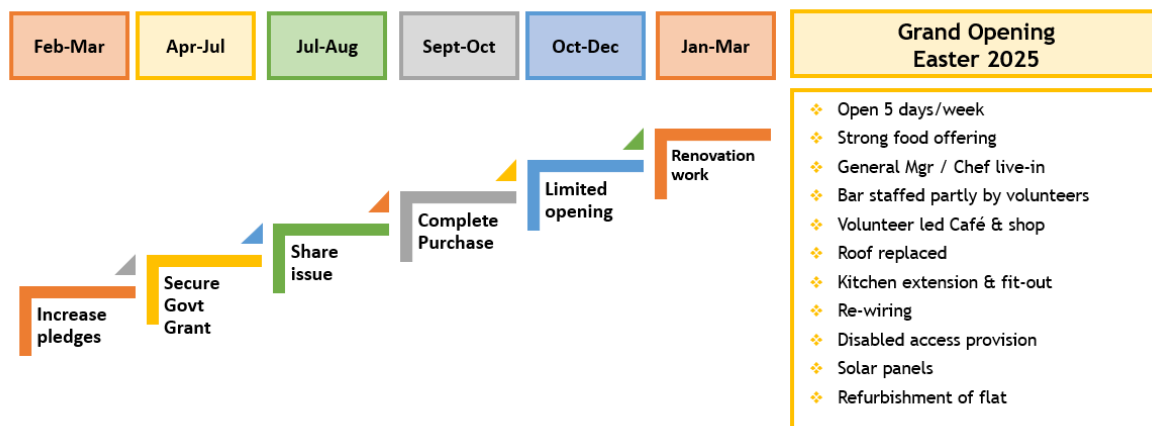 Feb-Mar
Apr-Jul
Jul-Aug
Sept-Oct
Oct-Dec
Jan-Mar
Grand Opening
Easter 2025
Increase
pledges
Secure
Govt
Grant
Share
issue
Complete
Purchase
Limited
opening
Renovation
work
Open 5 days/week
Strong food offering
General Mgr / Chef live-in
Bar staffed partly by volunteers
Volunteer led Café & shop
Roof replaced
Kitchen extension & fit-out
Re-wiring
Disabled access provision
Solar panels
Refurbishment of flat